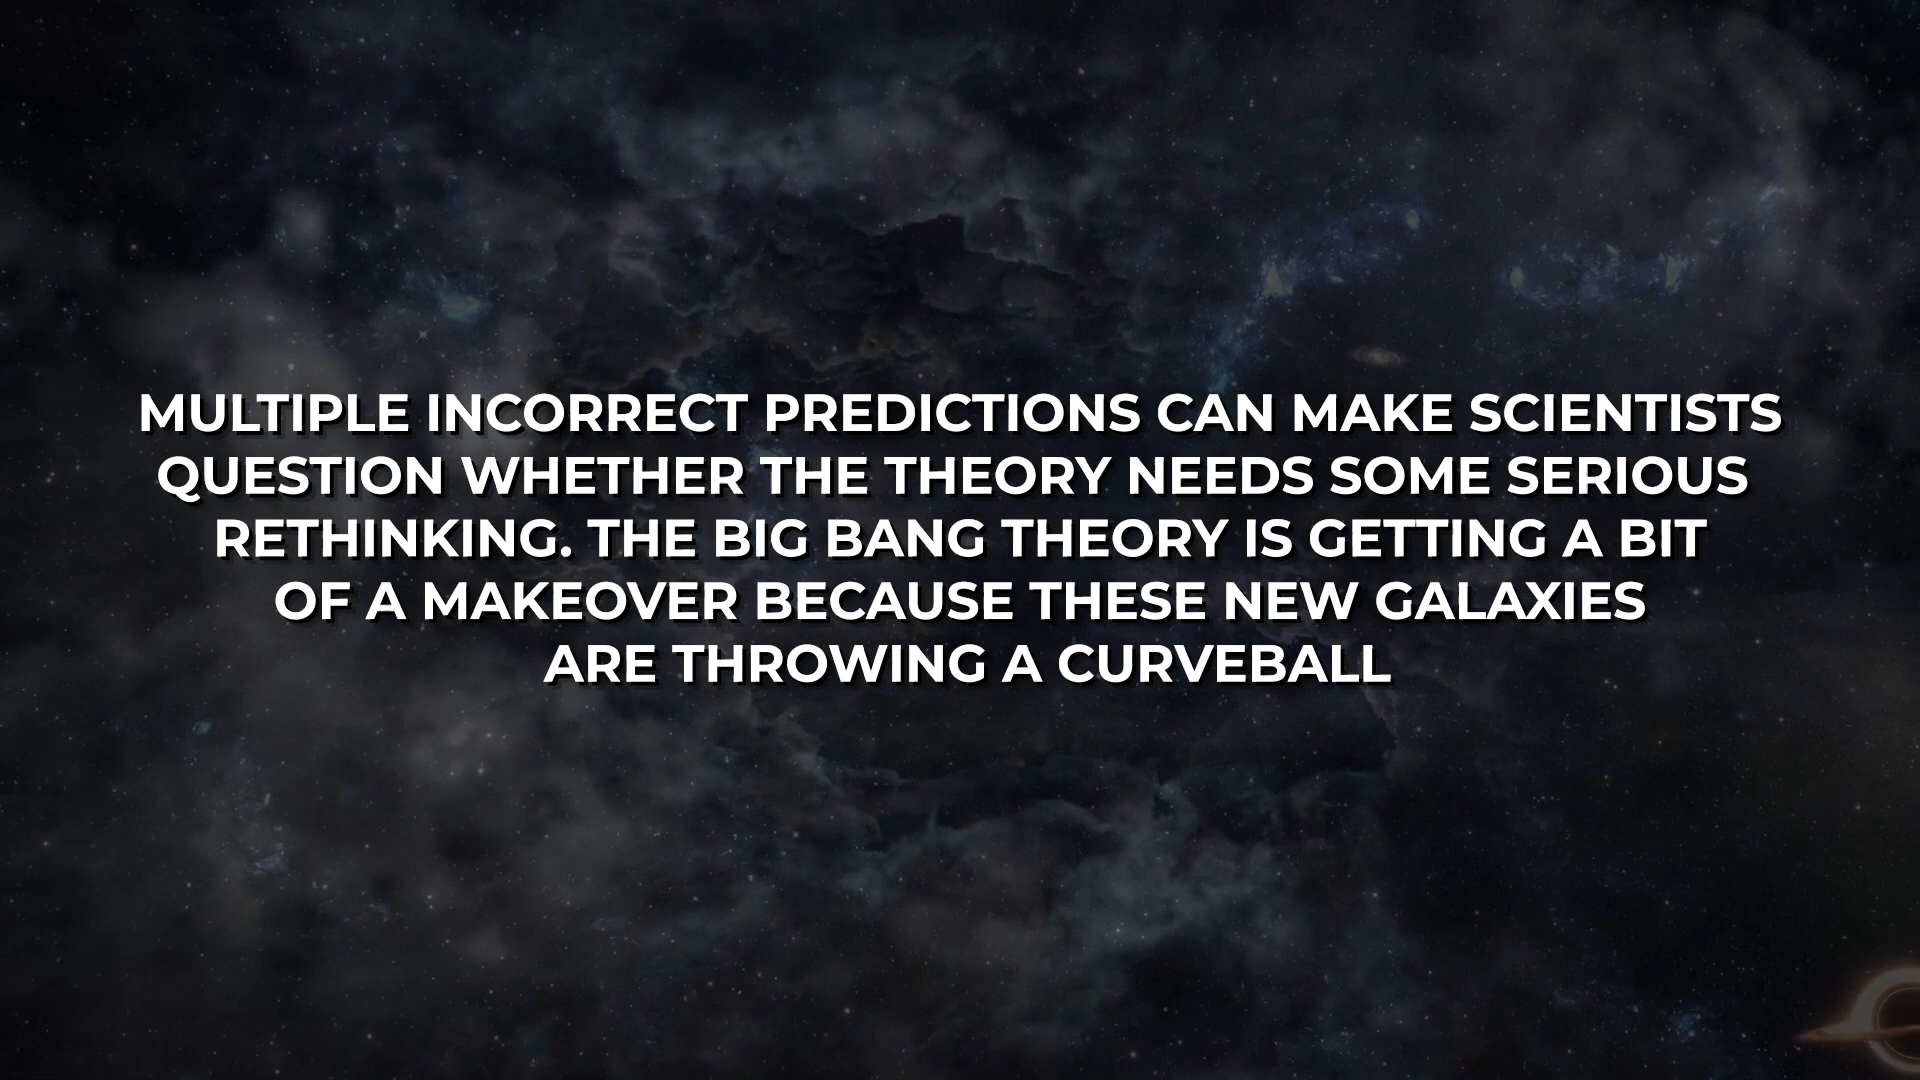 MULTIPLE INCORRECT PREDICTIONS CAN MAKE SCIENTISTS
QUESTION WHETHER THE THEORY NEEDS SOME SERIOUS
RETHINKING. THE BIG BANG THEORY IS GETTING A BIT
OF A MAKEOVER BECAUSE THESE NEW GALAXIES
ARE THROWING A CURVEBALL